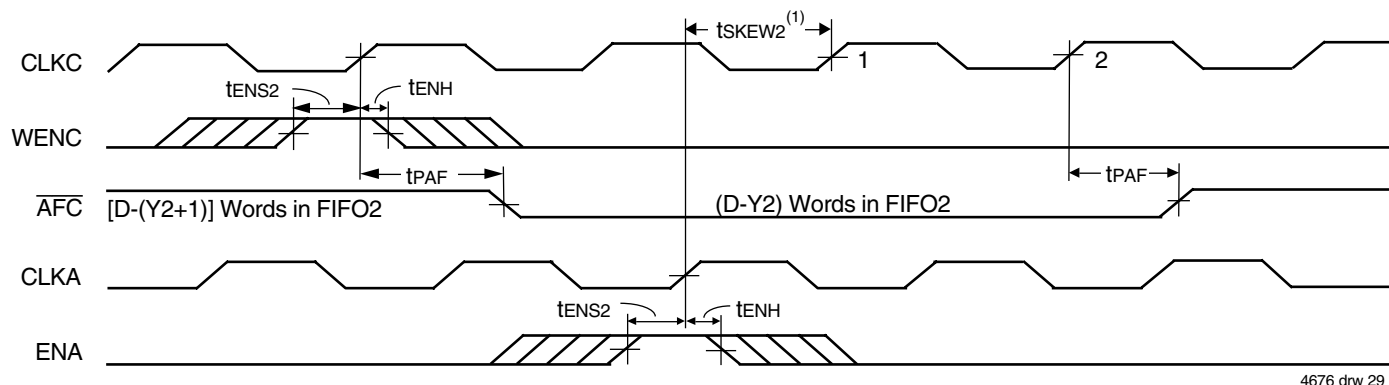 tSKEW2(1)
CLKC
1
2
tENS2
tENH
WENC
tPAF
tPAF
AFC
[D-(Y2+1)] Words in FIFO2
(D-Y2) Words in FIFO2
CLKA
tENS2
tENH
ENA
4676 drw 29